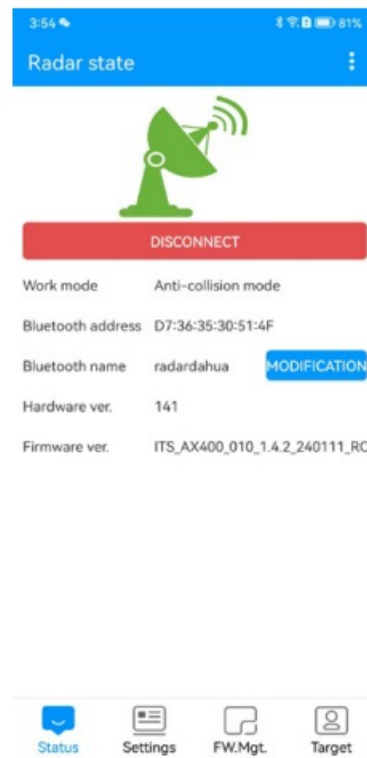 3:54 81%
Radar state
DISCONNECT
Work mode Anti-collision mode
Bluetooth address D7:36:35:30:51:4F
Bluetooth name radardahua MODIFICATION
Hardware ver. 141
Firmware ver. ITS_AX400_010_1.4.2_240111_RC
Status Settings FW.Mgt. Target